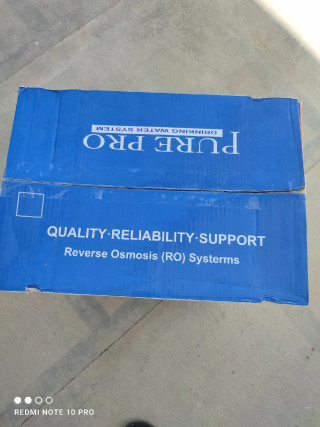 PURE PRO
DRINKING WATER SYSTEM
QUALITY·RELIABILITY·SUPPORT
Reverse Osmosis (RO) Systerms
REDMI NOTE 10 PRO